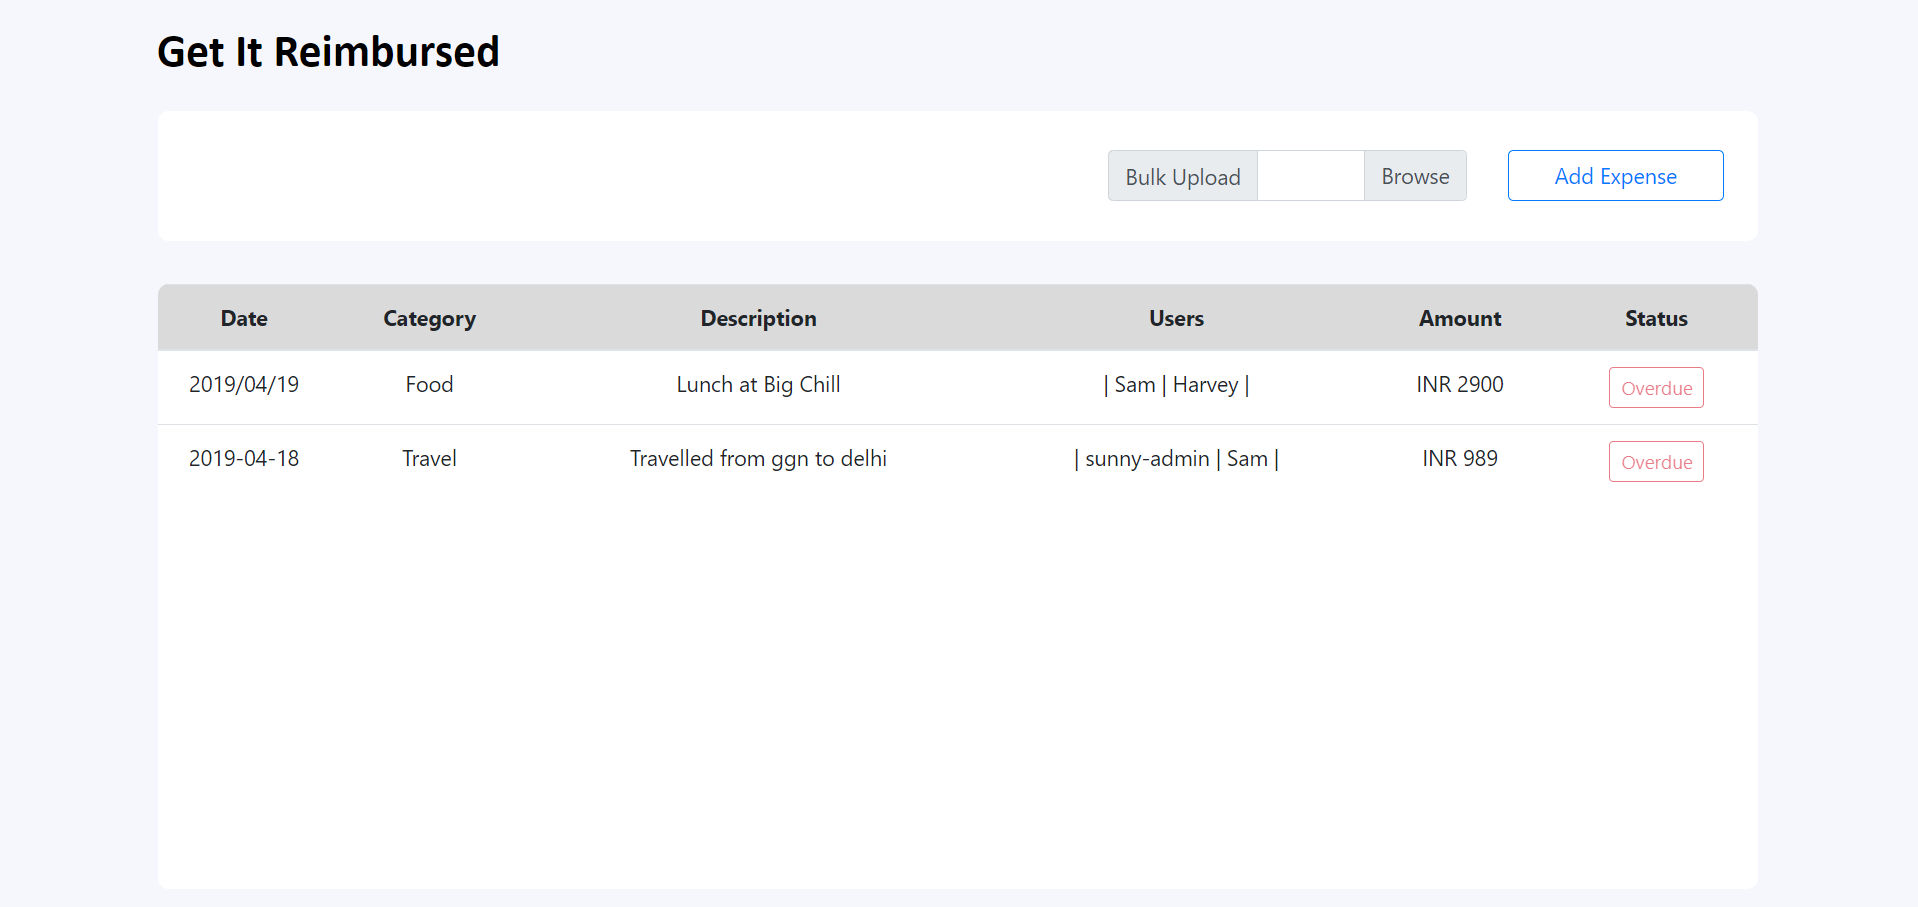 Get It Reimbursed
Bulk Upload Browse Add Expense
Date Category Description Users Amount Status
2019/04/19 Food Lunch at Big Chill | Sam | Harvey | INR 2900 Overdue
2019-04-18 Travel Travelled from ggn to delhi | sunny-admin | Sam | INR 989 Overdue